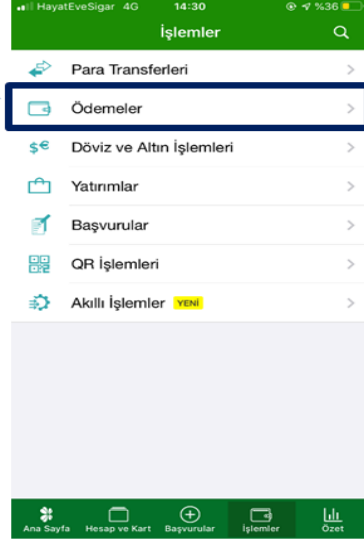 HayatEveSigar 4G 14:30 %36
İşlemler
Para Transferleri
Ödemeler
$€ Döviz ve Altın İşlemleri
Yatırımlar
Başvurular
QR İşlemleri
Akıllı İşlemler YENİ
Ana Sayfa Hesap ve Kart Başvurular İşlemler Özet